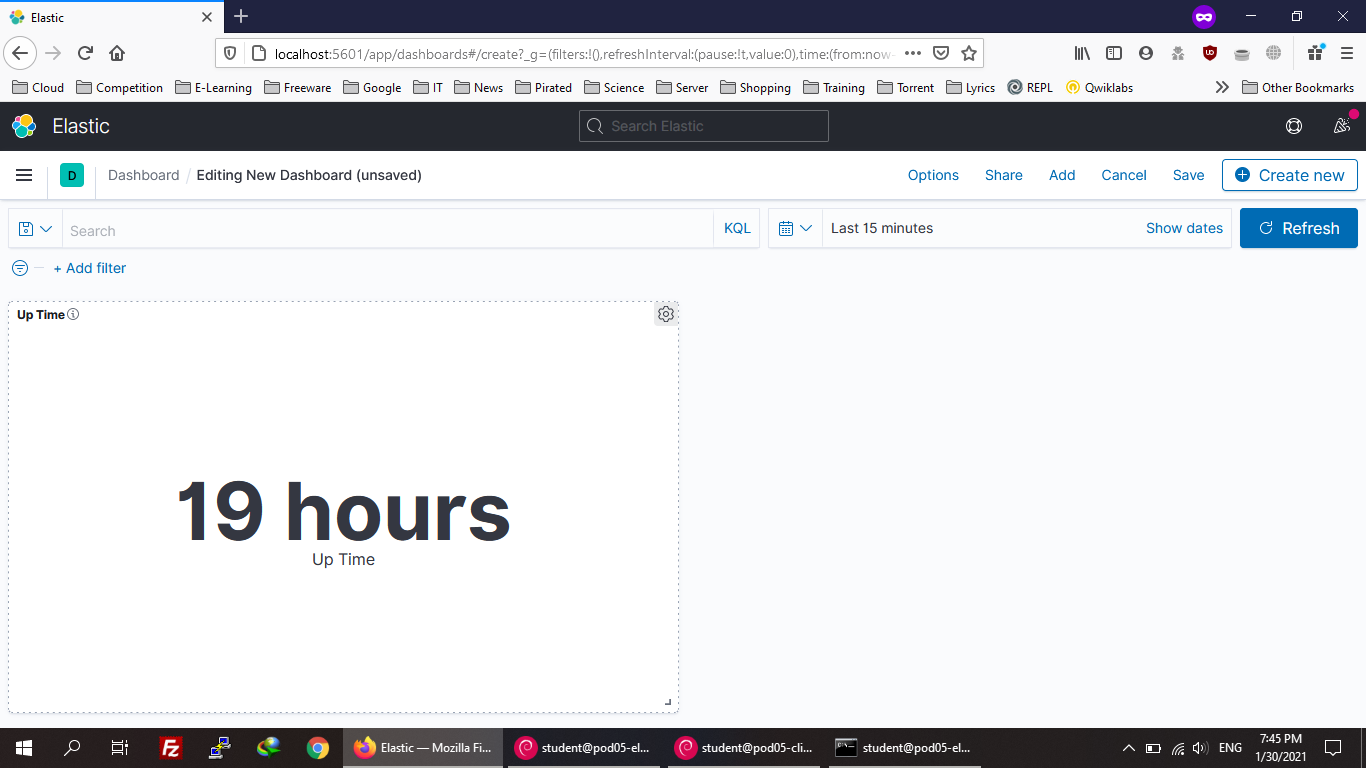 Elastic
localhost:5601/app/dashboards#/create?_g=(filters:!(),refreshInterval:(pause:!t,value:0),time:(from:now-
Cloud Competition E-Learning Freeware Google IT News Pirated Science Server Shopping Training Torrent Lyrics REPL Qwiklabs Other Bookmarks
Elastic Search Elastic
D Dashboard / Editing New Dashboard (unsaved) Options Share Add Cancel Save Create new
Search KQL Last 15 minutes Show dates Refresh
+ Add filter
Up Time
19 hours
Up Time
Elastic — Mozilla Fi... student@pod05-el... student@pod05-cli... student@pod05-el... ENG 7:45 PM
1/30/2021